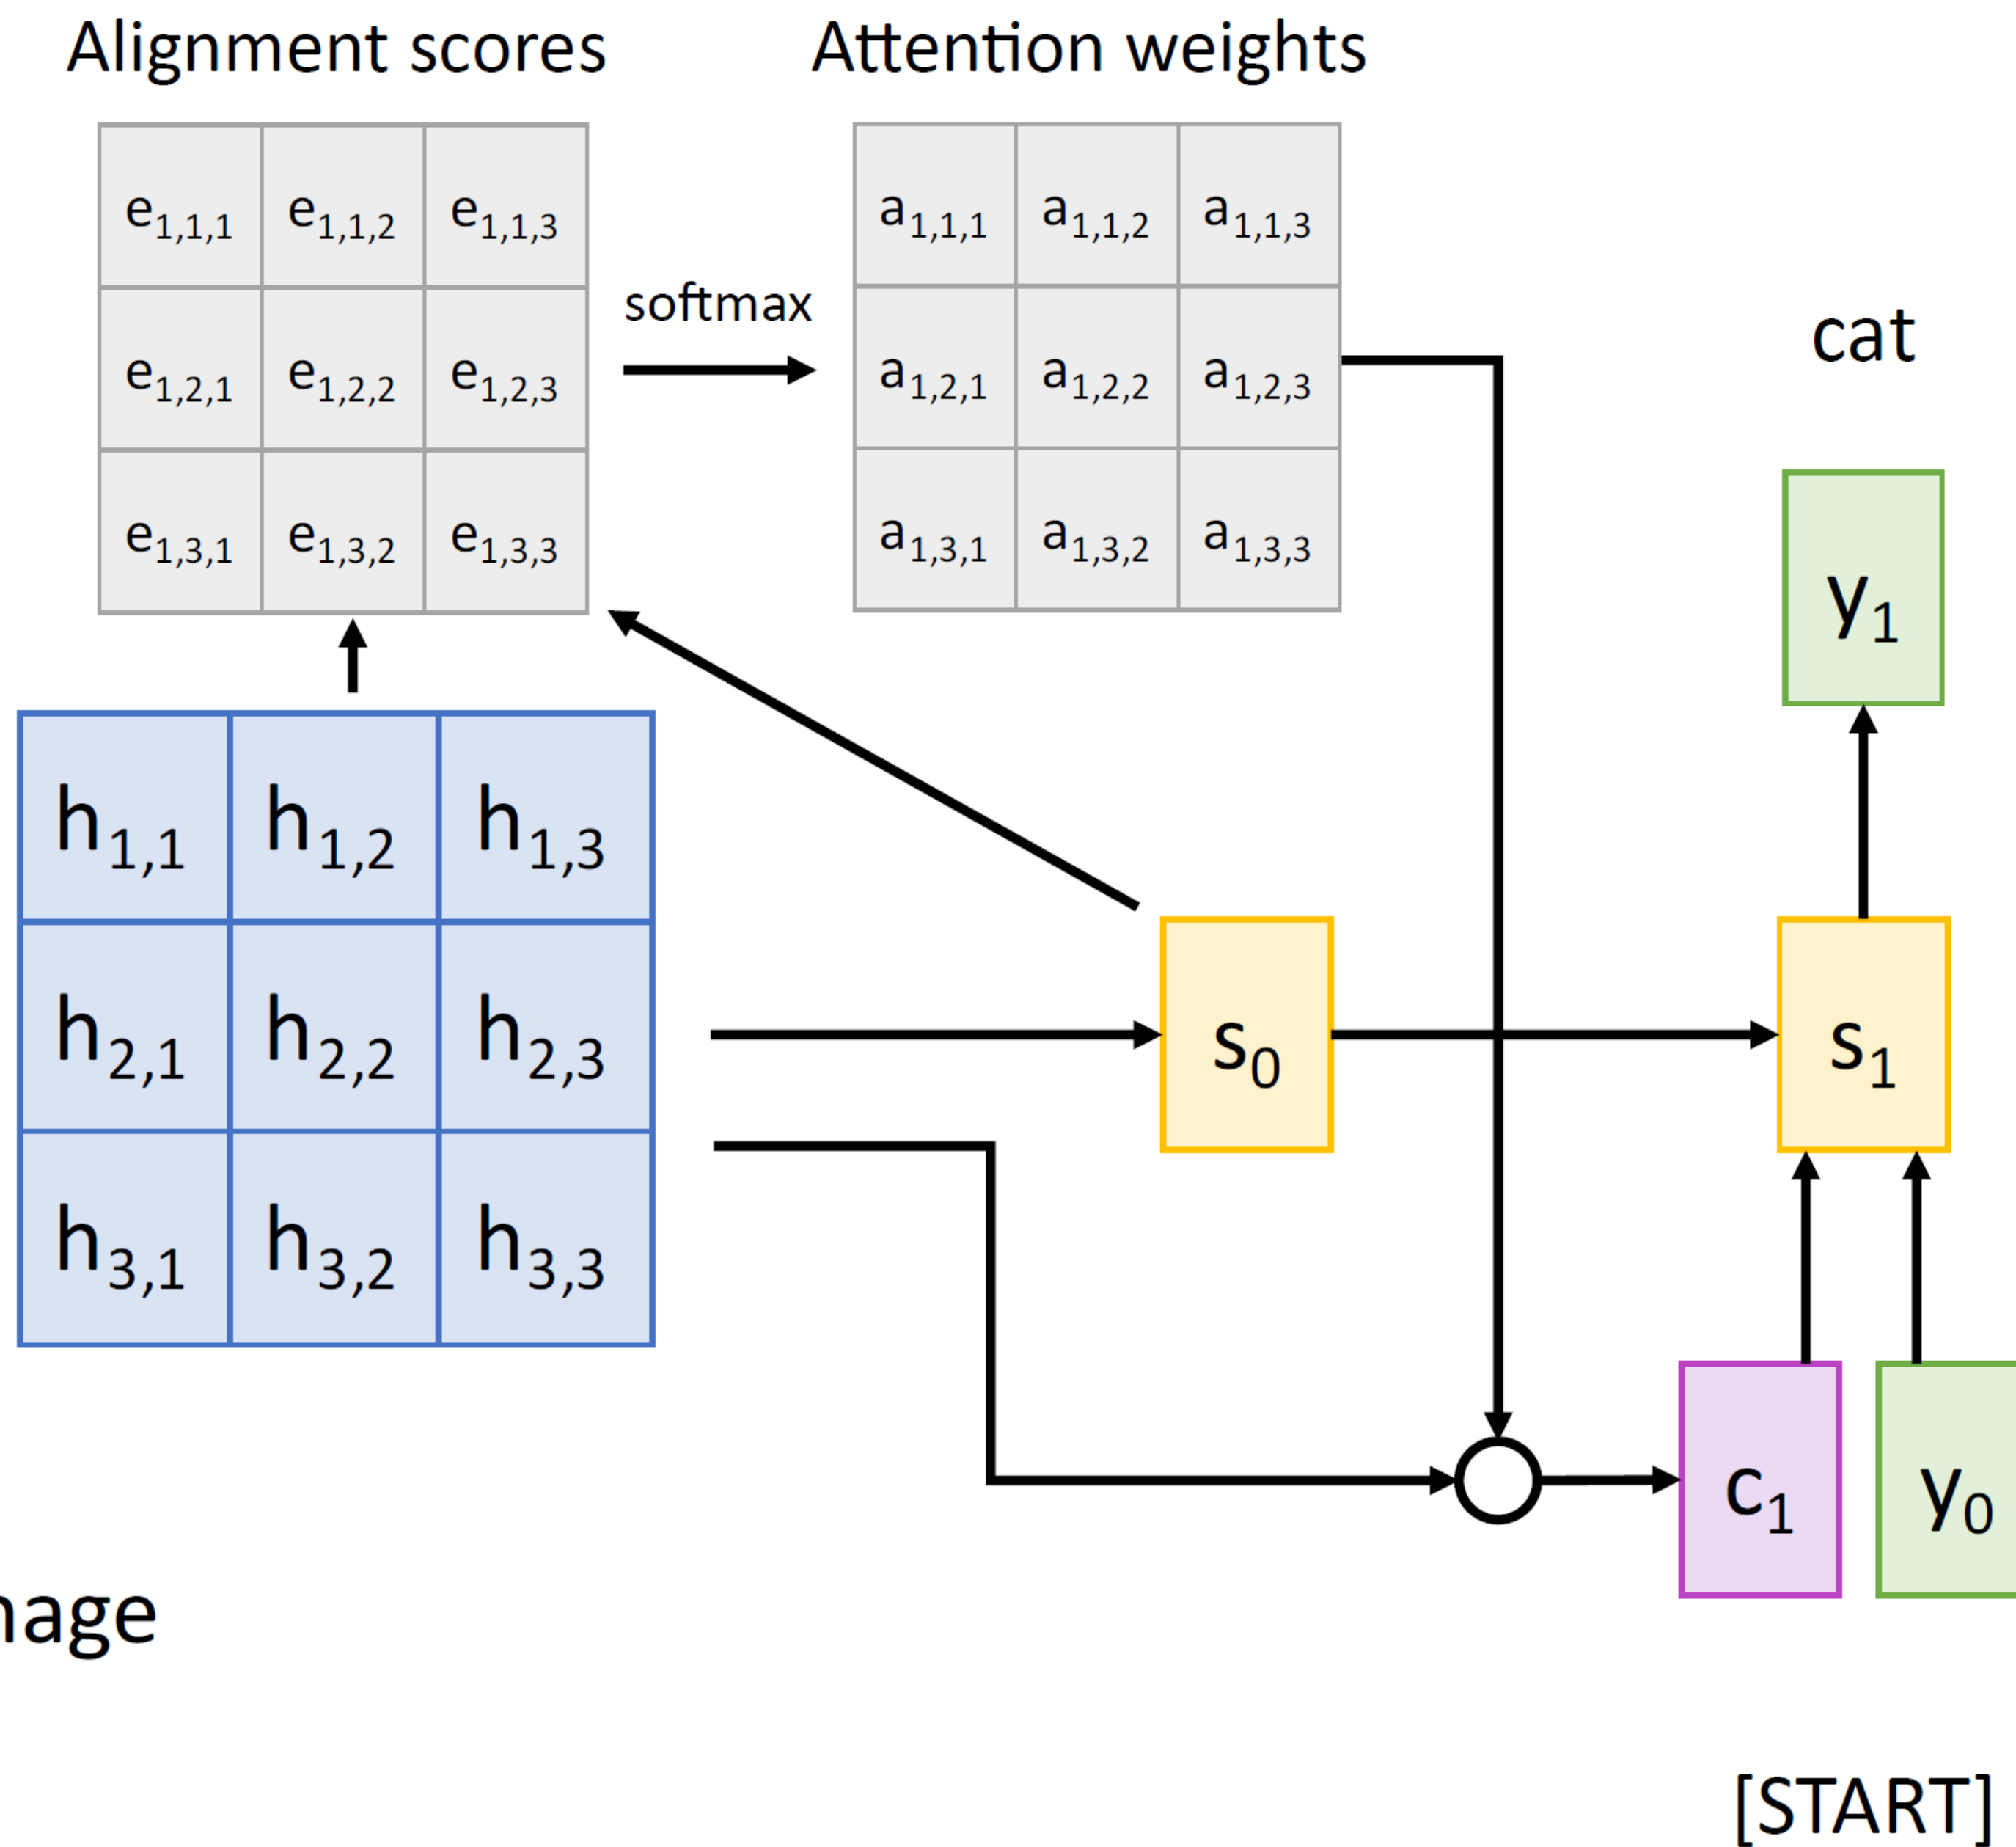 Alignment scores
Attention weights
e1,1,1 e1,1,2 e1,1,3
e1,2,1 e1,2,2 e1,2,3
e1,3,1 e1,3,2 e1,3,3
softmax
a1,1,1 a1,1,2 a1,1,3
a1,2,1 a1,2,2 a1,2,3
a1,3,1 a1,3,2 a1,3,3
cat
y1
h1,1 h1,2 h1,3
h2,1 h2,2 h2,3
h3,1 h3,2 h3,3
s0
s1
c1
y0
[START]